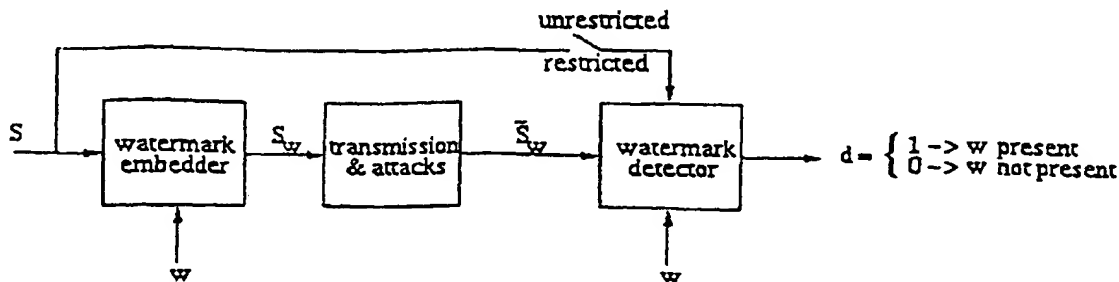 unrestricted
restricted
S
watermark
embedder
S_w
transmission
& attacks
S̃_w
watermark
detector
d = { 1 -> w present
0 -> w not present
w
w